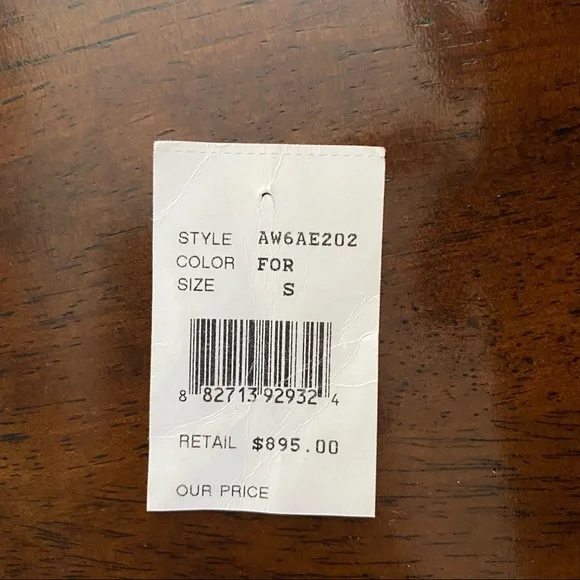 STYLE AW6AE202
COLOR FOR
SIZE S
8 82713 92932 4
RETAIL $895.00
OUR PRICE